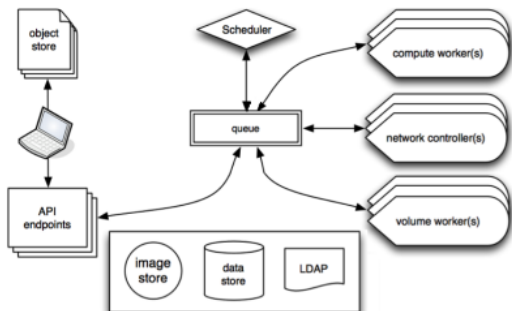 object
store
Scheduler
compute worker(s)
queue
network controller(s)
API
endpoints
volume worker(s)
image
store
data
store
LDAP